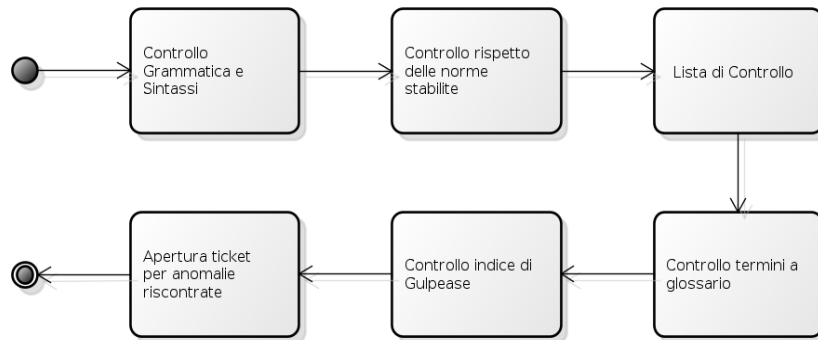 Controllo
Grammatica e
Sintassi
Controllo rispetto
delle norme
stabilite
Lista di Controllo
Controllo termini a
glossario
Controllo indice di
Gulpease
Apertura ticket
per anomalie
riscontrate